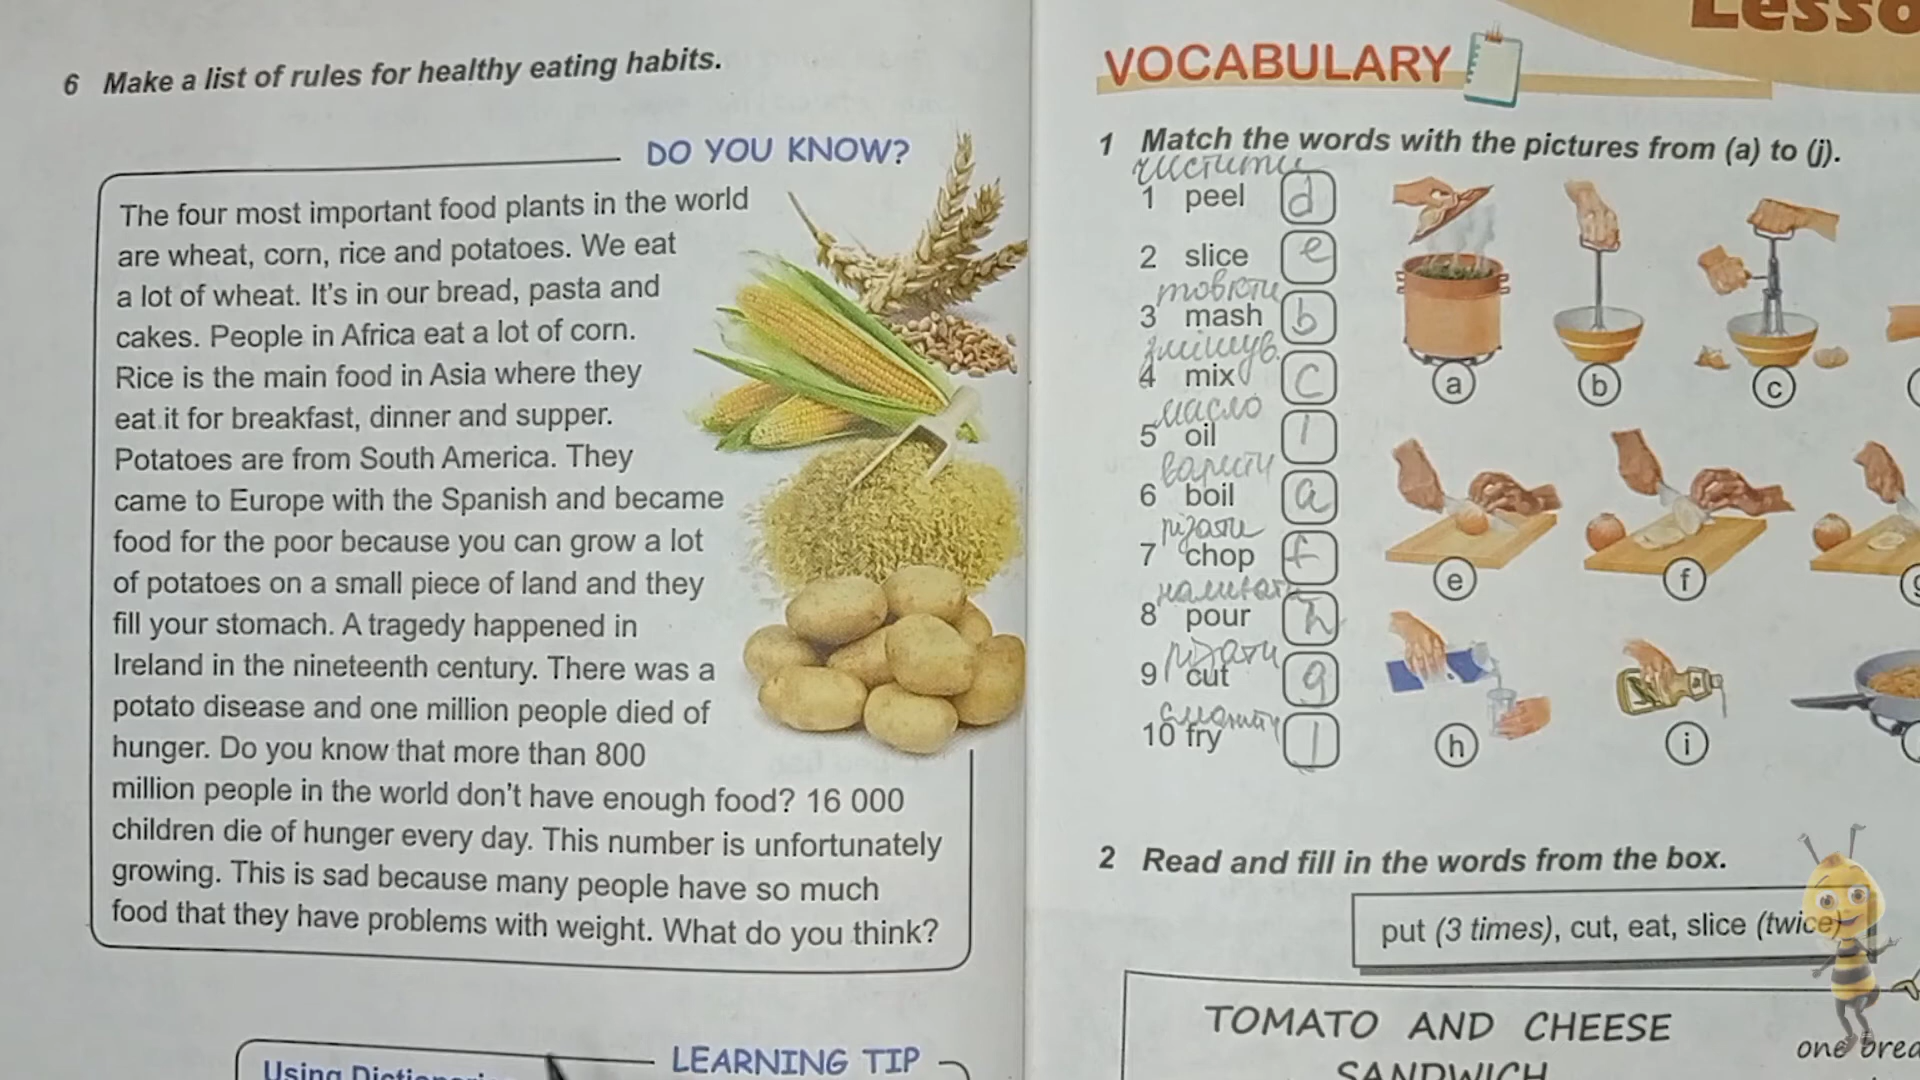 6 Make a list of rules for healthy eating habits.
DO YOU KNOW?
The four most important food plants in the world
are wheat, corn, rice and potatoes. We eat
a lot of wheat. It's in our bread, pasta and
cakes. People in Africa eat a lot of corn.
Rice is the main food in Asia where they
eat it for breakfast, dinner and supper.
Potatoes are from South America. They
came to Europe with the Spanish and became
food for the poor because you can grow a lot
of potatoes on a small piece of land and they
fill your stomach. A tragedy happened in
Ireland in the nineteenth century. There was a
potato disease and one million people died of
hunger. Do you know that more than 800
million people in the world don't have enough food? 16 000
children die of hunger every day. This number is unfortunately
growing. This is sad because many people have so much
food that they have problems with weight. What do you think?
LEARNING TIP
Using
VOCABULARY
1 Match the words with the pictures from (a) to (j).
чистити
1 peel d
2 slice e
товкти
3 mash b
змішув.
4 mix c
масло
5 oil i
варити
6 boil a
різати
7 chop f
наливати
8 pour h
різати
9 cut g
смажити
10 fry j
a
b
c
e
f
g
h
i
2 Read and fill in the words from the box.
put (3 times), cut, eat, slice (twice)
TOMATO AND CHEESE
SANDWICH
one